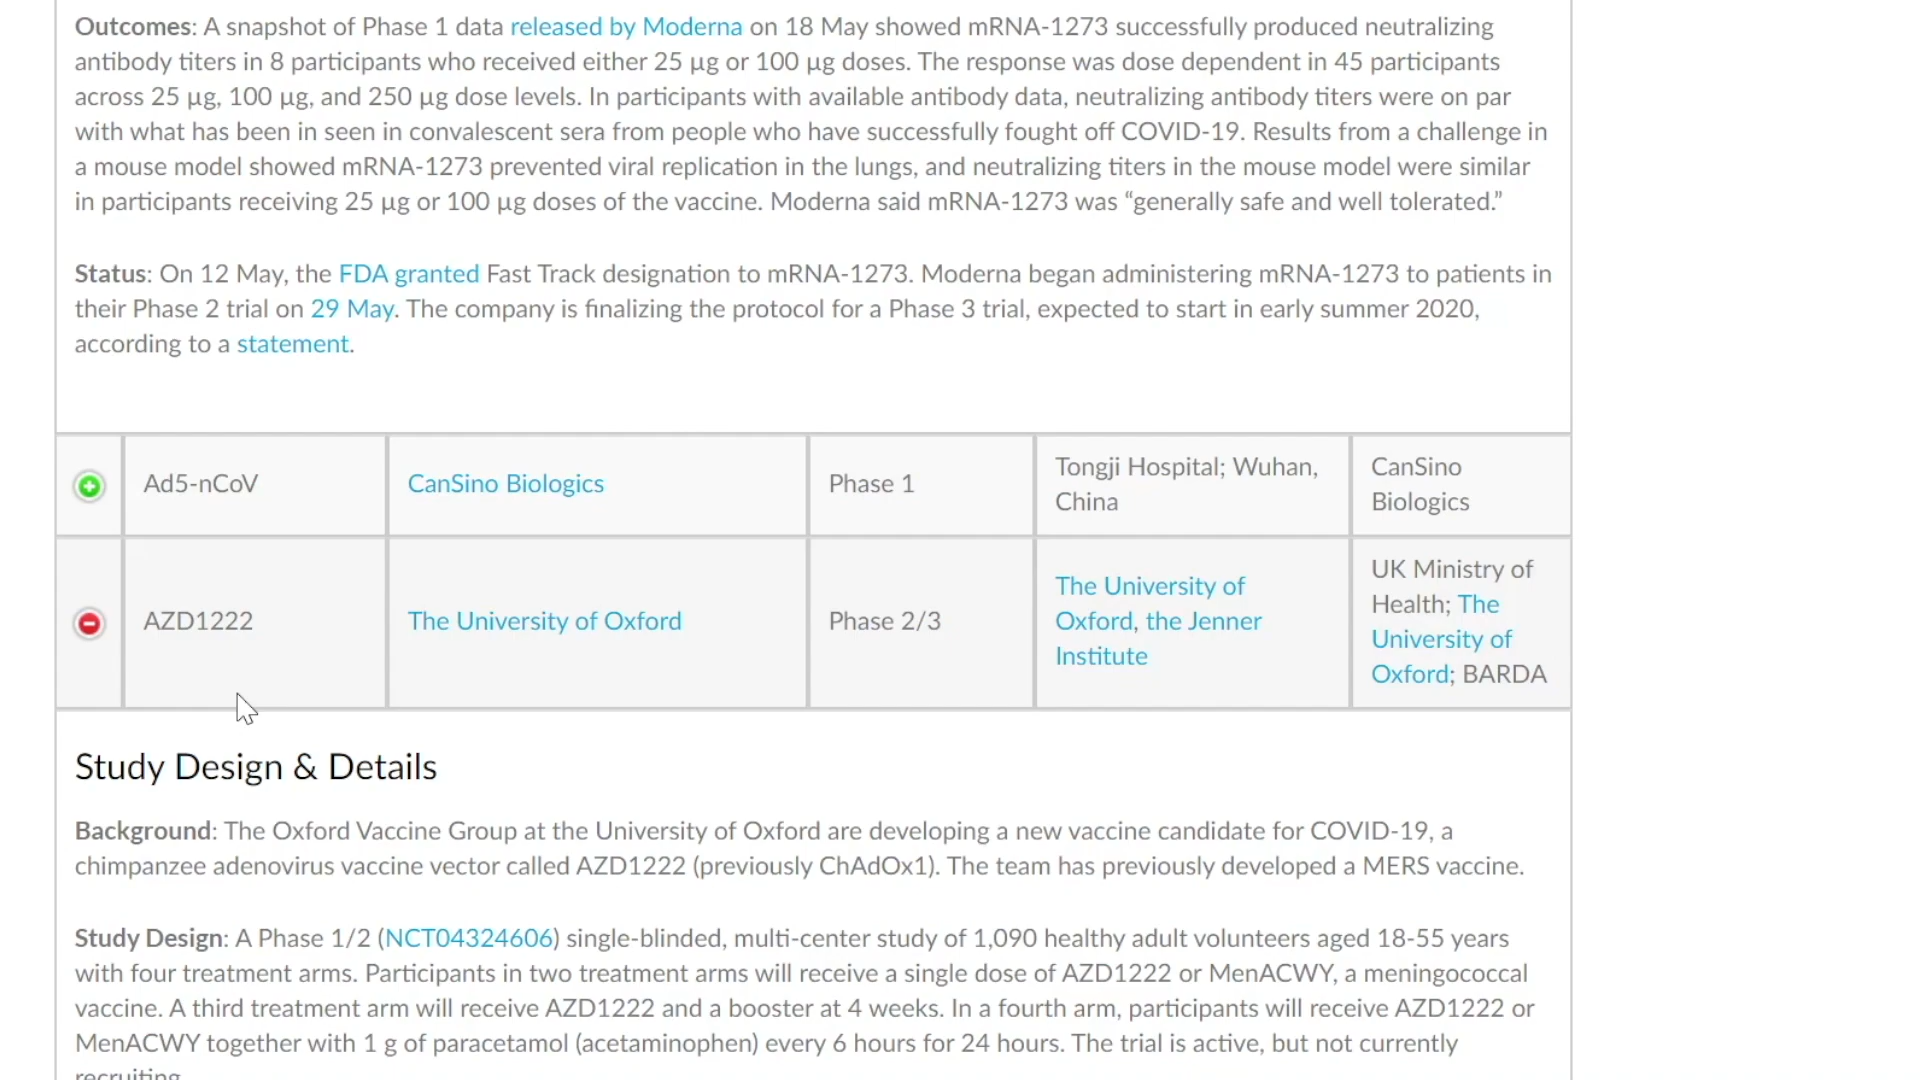 Outcomes: A snapshot of Phase 1 data released by Moderna on 18 May showed mRNA-1273 successfully produced neutralizing
antibody titers in 8 participants who received either 25 µg or 100 µg doses. The response was dose dependent in 45 participants
across 25 µg, 100 µg, and 250 µg dose levels. In participants with available antibody data, neutralizing antibody titers were on par
with what has been in seen in convalescent sera from people who have successfully fought off COVID-19. Results from a challenge in
a mouse model showed mRNA-1273 prevented viral replication in the lungs, and neutralizing titers in the mouse model were similar
in participants receiving 25 µg or 100 µg doses of the vaccine. Moderna said mRNA-1273 was “generally safe and well tolerated.”
Status: On 12 May, the FDA granted Fast Track designation to mRNA-1273. Moderna began administering mRNA-1273 to patients in
their Phase 2 trial on 29 May. The company is finalizing the protocol for a Phase 3 trial, expected to start in early summer 2020,
according to a statement.
Ad5-nCoV
CanSino Biologics
Phase 1
Tongji Hospital; Wuhan,
China
CanSino
Biologics
AZD1222
The University of Oxford
Phase 2/3
The University of
Oxford, the Jenner
Institute
UK Ministry of
Health; The
University of
Oxford; BARDA
Study Design & Details
Background: The Oxford Vaccine Group at the University of Oxford are developing a new vaccine candidate for COVID-19, a
chimpanzee adenovirus vaccine vector called AZD1222 (previously ChAdOx1). The team has previously developed a MERS vaccine.
Study Design: A Phase 1/2 (NCT04324606) single-blinded, multi-center study of 1,090 healthy adult volunteers aged 18-55 years
with four treatment arms. Participants in two treatment arms will receive a single dose of AZD1222 or MenACWY, a meningococcal
vaccine. A third treatment arm will receive AZD1222 and a booster at 4 weeks. In a fourth arm, participants will receive AZD1222 or
MenACWY together with 1 g of paracetamol (acetaminophen) every 6 hours for 24 hours. The trial is active, but not currently
recruiting.